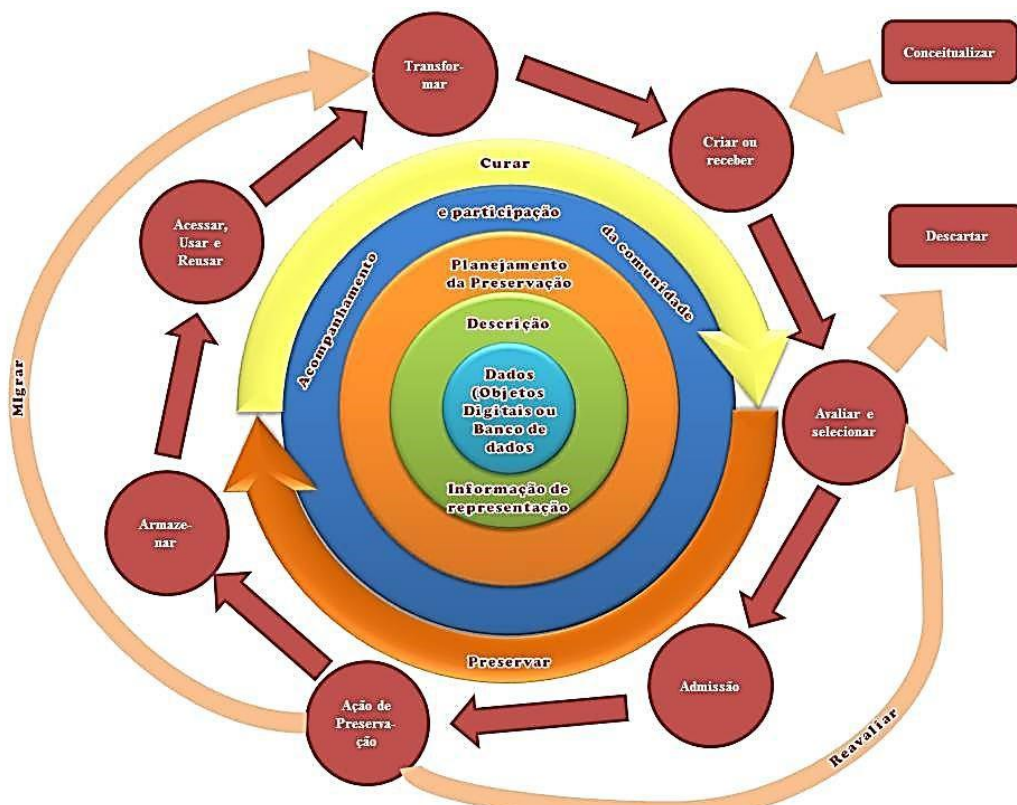 Transfor-
mar
Conceitualizar
Criar ou
receber
Curar
e participação
Acessar,
Usar e
Reusar
Descartar
Acompanhamento
da comunidade
Planejamento
da Preservação
Descrição
Dados
(Objetos
Digitais ou
Banco de
dados
MIgrar
Avaliar e
selecionar
Informação de
representação
Armaze-
nar
Preservar
Admissão
Ação de
Preserva-
ção
Reavaliar